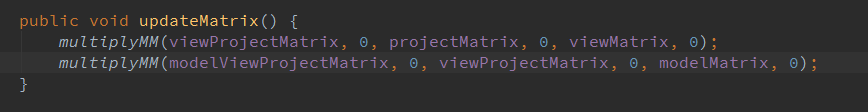 public void updateMatrix() {
    multiplyMM(viewProjectMatrix, 0, projectMatrix, 0, viewMatrix, 0);
    multiplyMM(modelViewProjectMatrix, 0, viewProjectMatrix, 0, modelMatrix, 0);
}